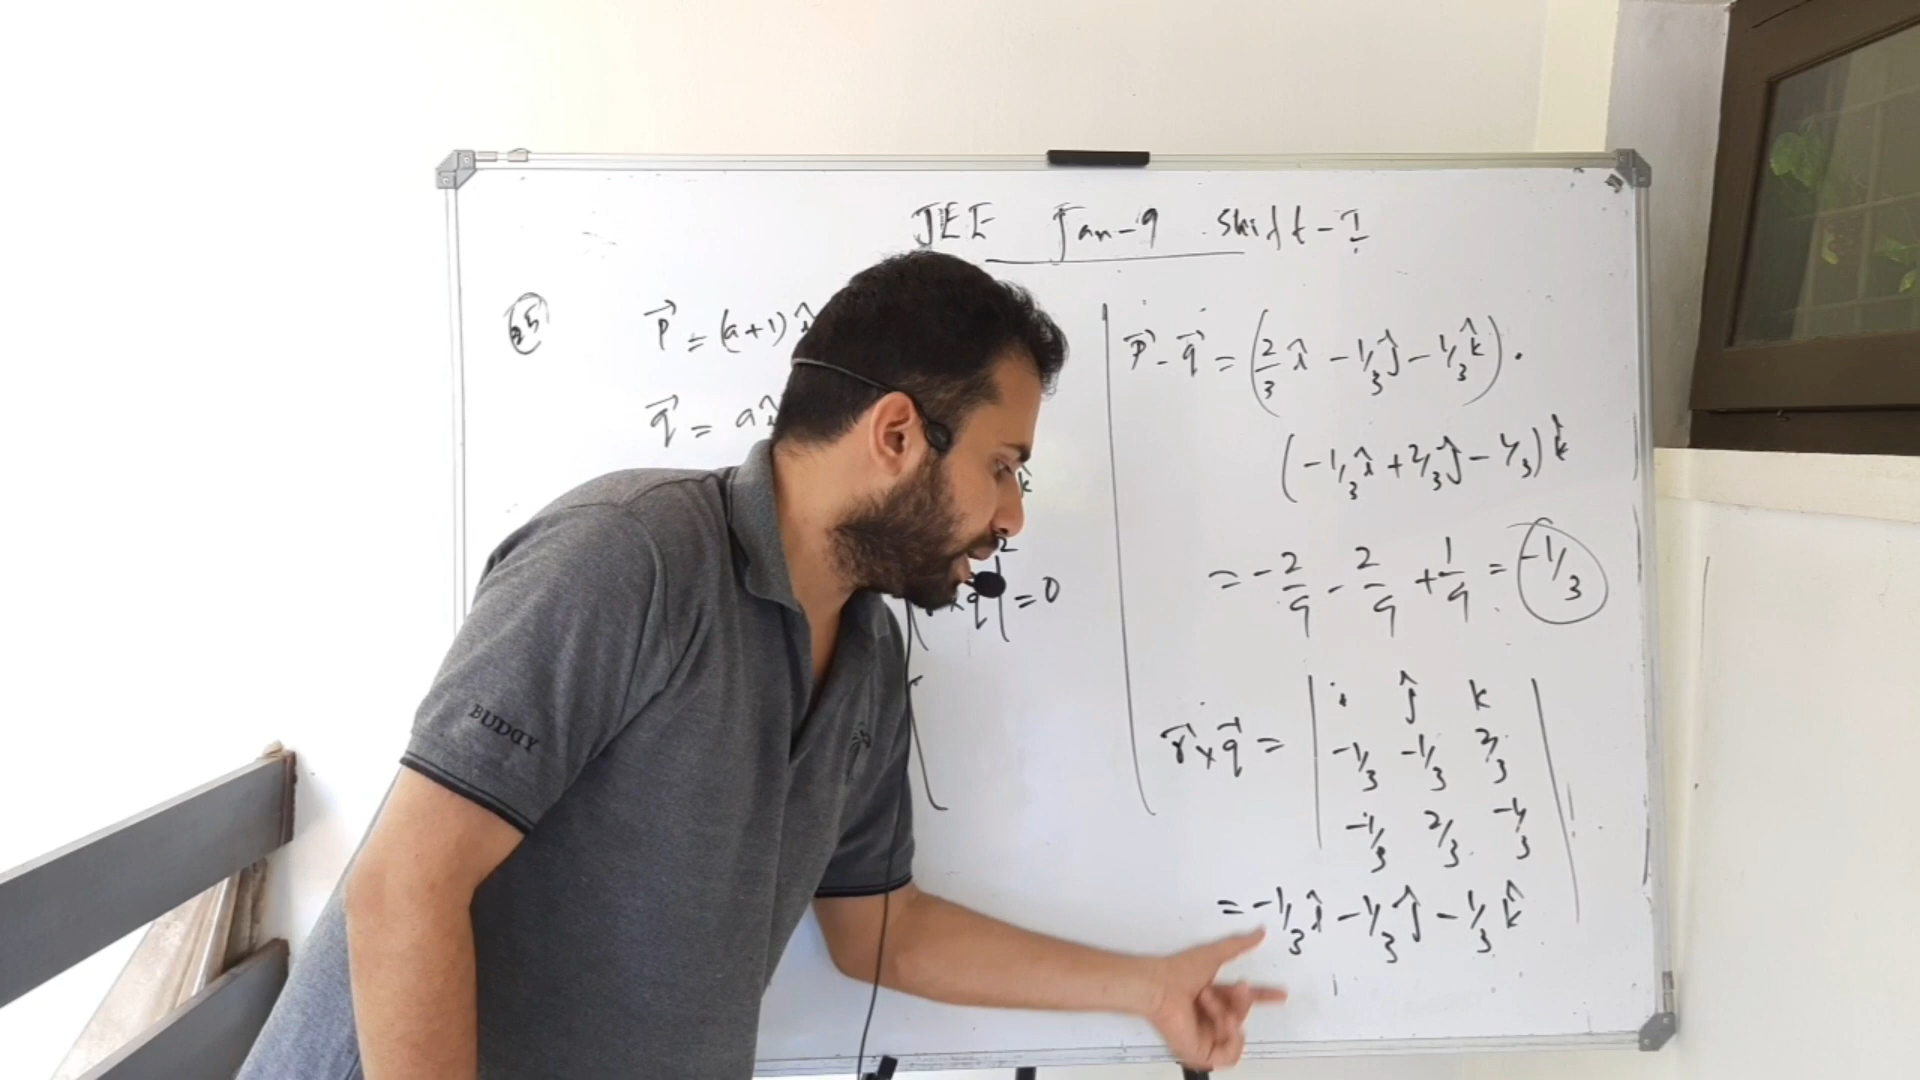 JEE Jan-9 Shift-I
25
p⃗ = (a+1) î
q⃗ = a î
k̂
q⃗ |² = 0
p⃗ . q⃗ = (2/3 î - 1/3 ĵ - 1/3 k̂) .
(-1/3 î + 2/3 ĵ - 1/3) k̂
= -2/9 - 2/9 + 1/9 = -1/3
r⃗ x q⃗ = | i ĵ k
-1/3 -1/3 2/3
-1/3 2/3 -1/3 |
= -1/3 î - 1/3 ĵ - 1/3 k̂
BUDDY